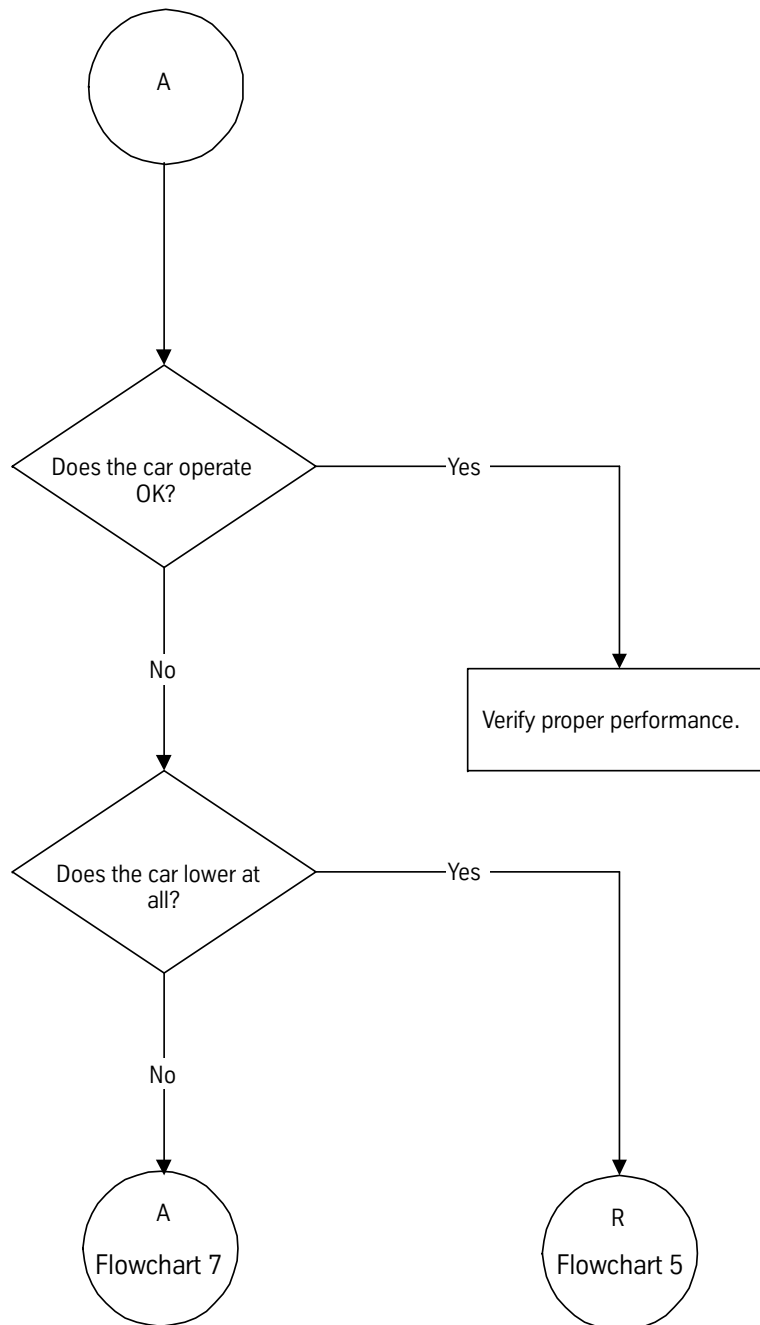 A
Does the car operate
OK?
Yes
No
Verify proper performance.
Does the car lower at
all?
Yes
No
A
Flowchart 7
R
Flowchart 5